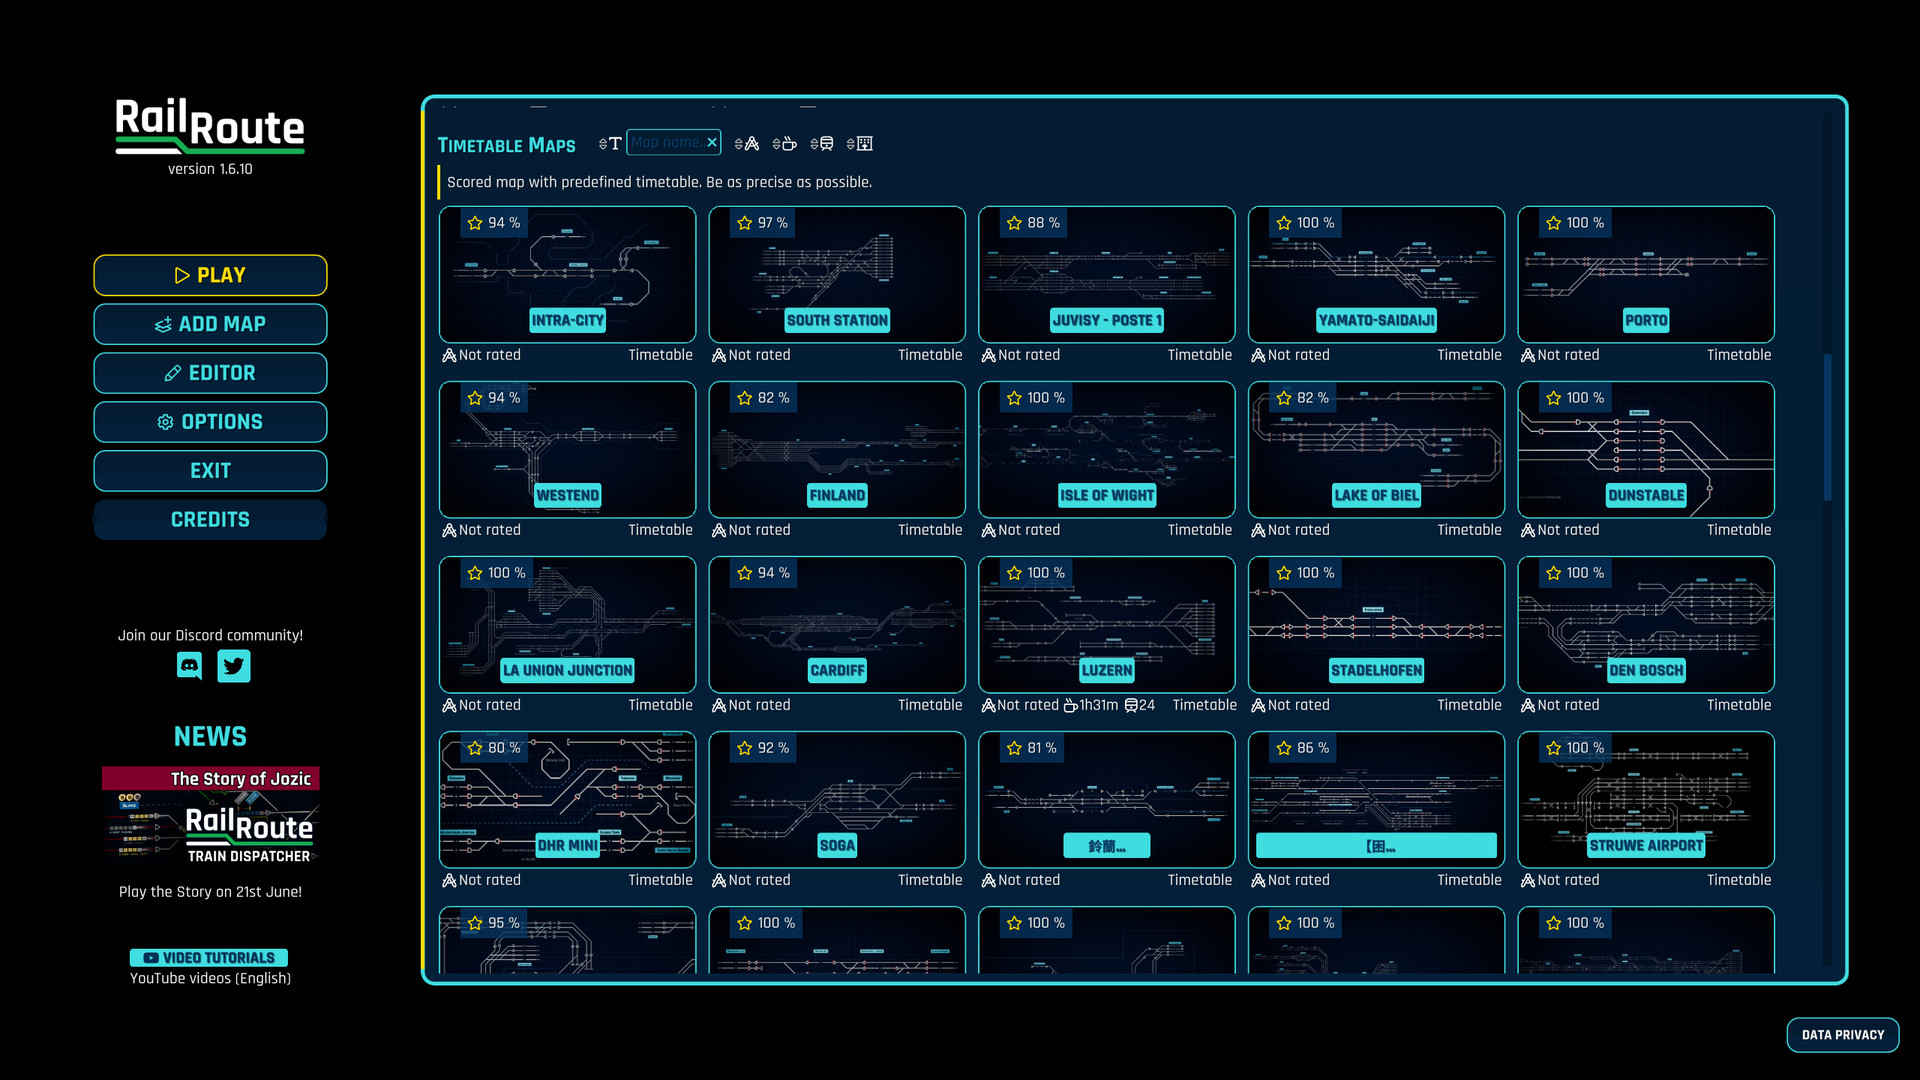 RailRoute
version 1.6.10
PLAY
ADD MAP
EDITOR
OPTIONS
EXIT
CREDITS
Join our Discord community!
NEWS
The Story of Jozic
RailRoute
TRAIN DISPATCHER
Play the Story on 21st June!
VIDEO TUTORIALS
YouTube videos (English)
TIMETABLE MAPS
T Map name...
Scored map with predefined timetable. Be as precise as possible.
94 % 97 % 88 % 100 % 100 %
INTRA-CITY SOUTH STATION JUVISY - POSTE 1 YAMATO-SAIDAIJI PORTO
Not rated Timetable Not rated Timetable Not rated Timetable Not rated Timetable Not rated Timetable
94 % 82 % 100 % 82 % 100 %
WESTEND FINLAND ISLE OF WIGHT LAKE OF BIEL DUNSTABLE
Not rated Timetable Not rated Timetable Not rated Timetable Not rated Timetable Not rated Timetable
100 % 94 % 100 % 100 % 100 %
LA UNION JUNCTION CARDIFF LUZERN STADELHOFEN DEN BOSCH
Not rated Timetable Not rated Timetable Not rated 1h31m 24 Timetable Not rated Timetable Not rated Timetable
80 % 92 % 81 % 86 % 100 %
DHR MINI SOGA 鈴蘭... 【困... STRUWE AIRPORT
Not rated Timetable Not rated Timetable Not rated Timetable Not rated Timetable Not rated Timetable
95 % 100 % 100 % 100 % 100 %
DATA PRIVACY